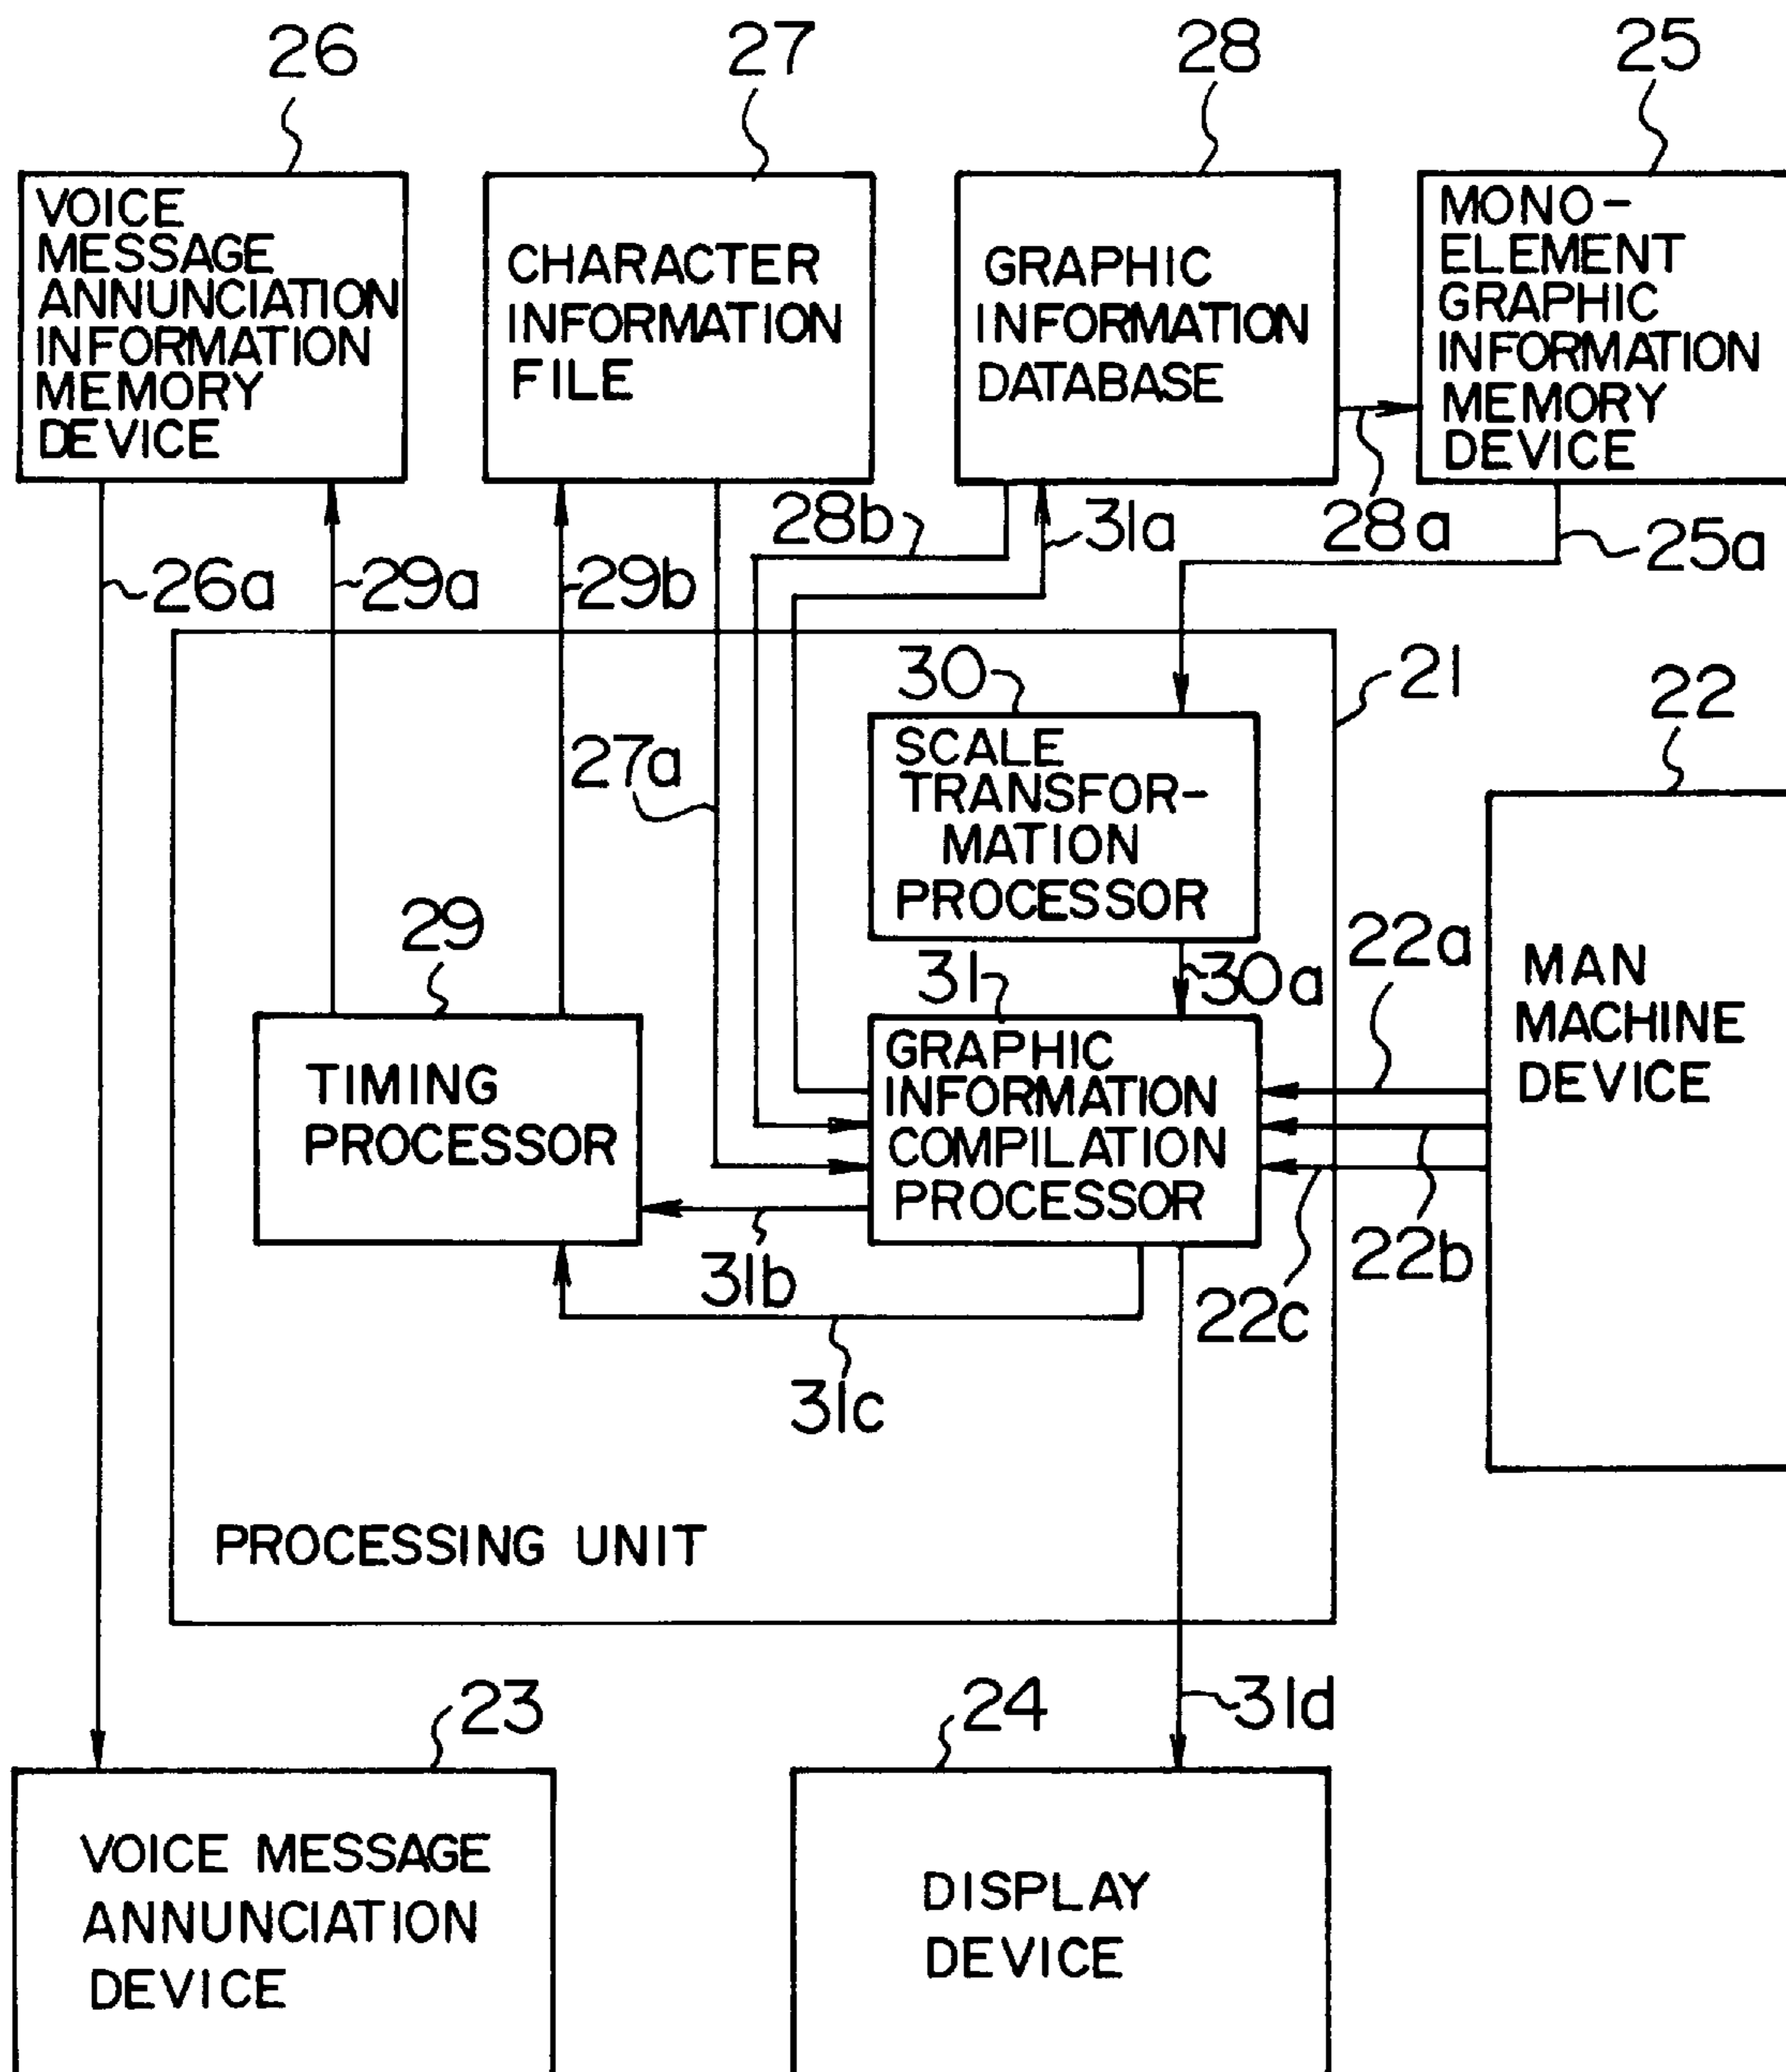 26
27
28
25
VOICE
MESSAGE
ANNUNCIATION
INFORMATION
MEMORY
DEVICE
CHARACTER
INFORMATION
FILE
GRAPHIC
INFORMATION
DATABASE
MONO-
ELEMENT
GRAPHIC
INFORMATION
MEMORY
DEVICE
28b
31a
28a
25a
26a
29a
29b
30
21
22
27a
SCALE
TRANSFOR-
MATION
PROCESSOR
29
31
30a
22a
TIMING
PROCESSOR
GRAPHIC
INFORMATION
COMPILATION
PROCESSOR
MAN
MACHINE
DEVICE
31b
22c
22b
31c
PROCESSING UNIT
23
24
31d
VOICE MESSAGE
ANNUNCIATION
DEVICE
DISPLAY
DEVICE